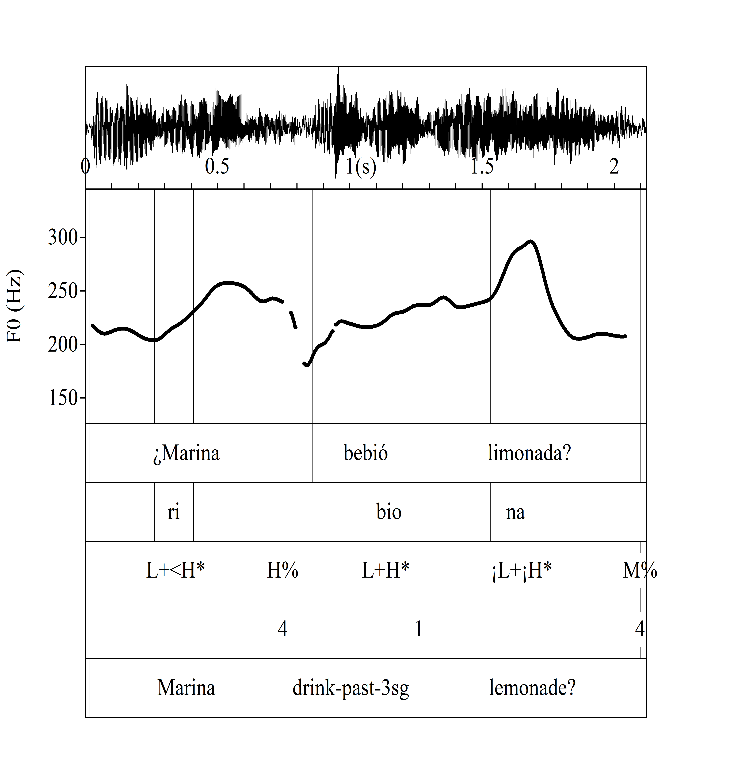 0 0.5 1(s) 1.5 2
300
250
200
150
F0 (Hz)
¿Marina bebió limonada?
ri bio na
L+<H* H% L+H* ¡L+¡H* M%
4 1 4
Marina drink-past-3sg lemonade?